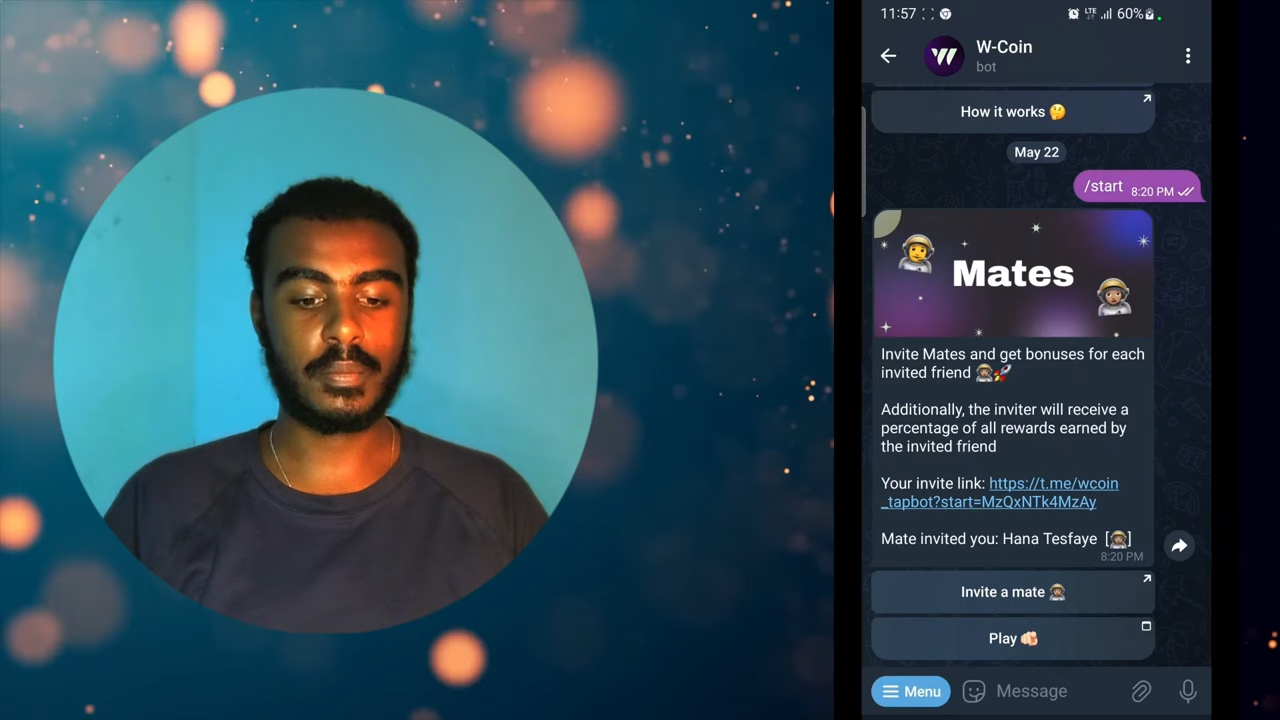 11:57
LTE
60%
W-Coin
bot
How it works 🤔
May 22
/start 8:20 PM
Mates
Invite Mates and get bonuses for each
invited friend 👩🏽‍🚀🚀
Additionally, the inviter will receive a
percentage of all rewards earned by
the invited friend
Your invite link: https://t.me/wcoin
_tapbot?start=MzQxNTk4MzAy
Mate invited you: Hana Tesfaye [👩🏽‍🚀]
8:20 PM
Invite a mate 👩🏽‍🚀
Play 🫵🏻
Menu
Message